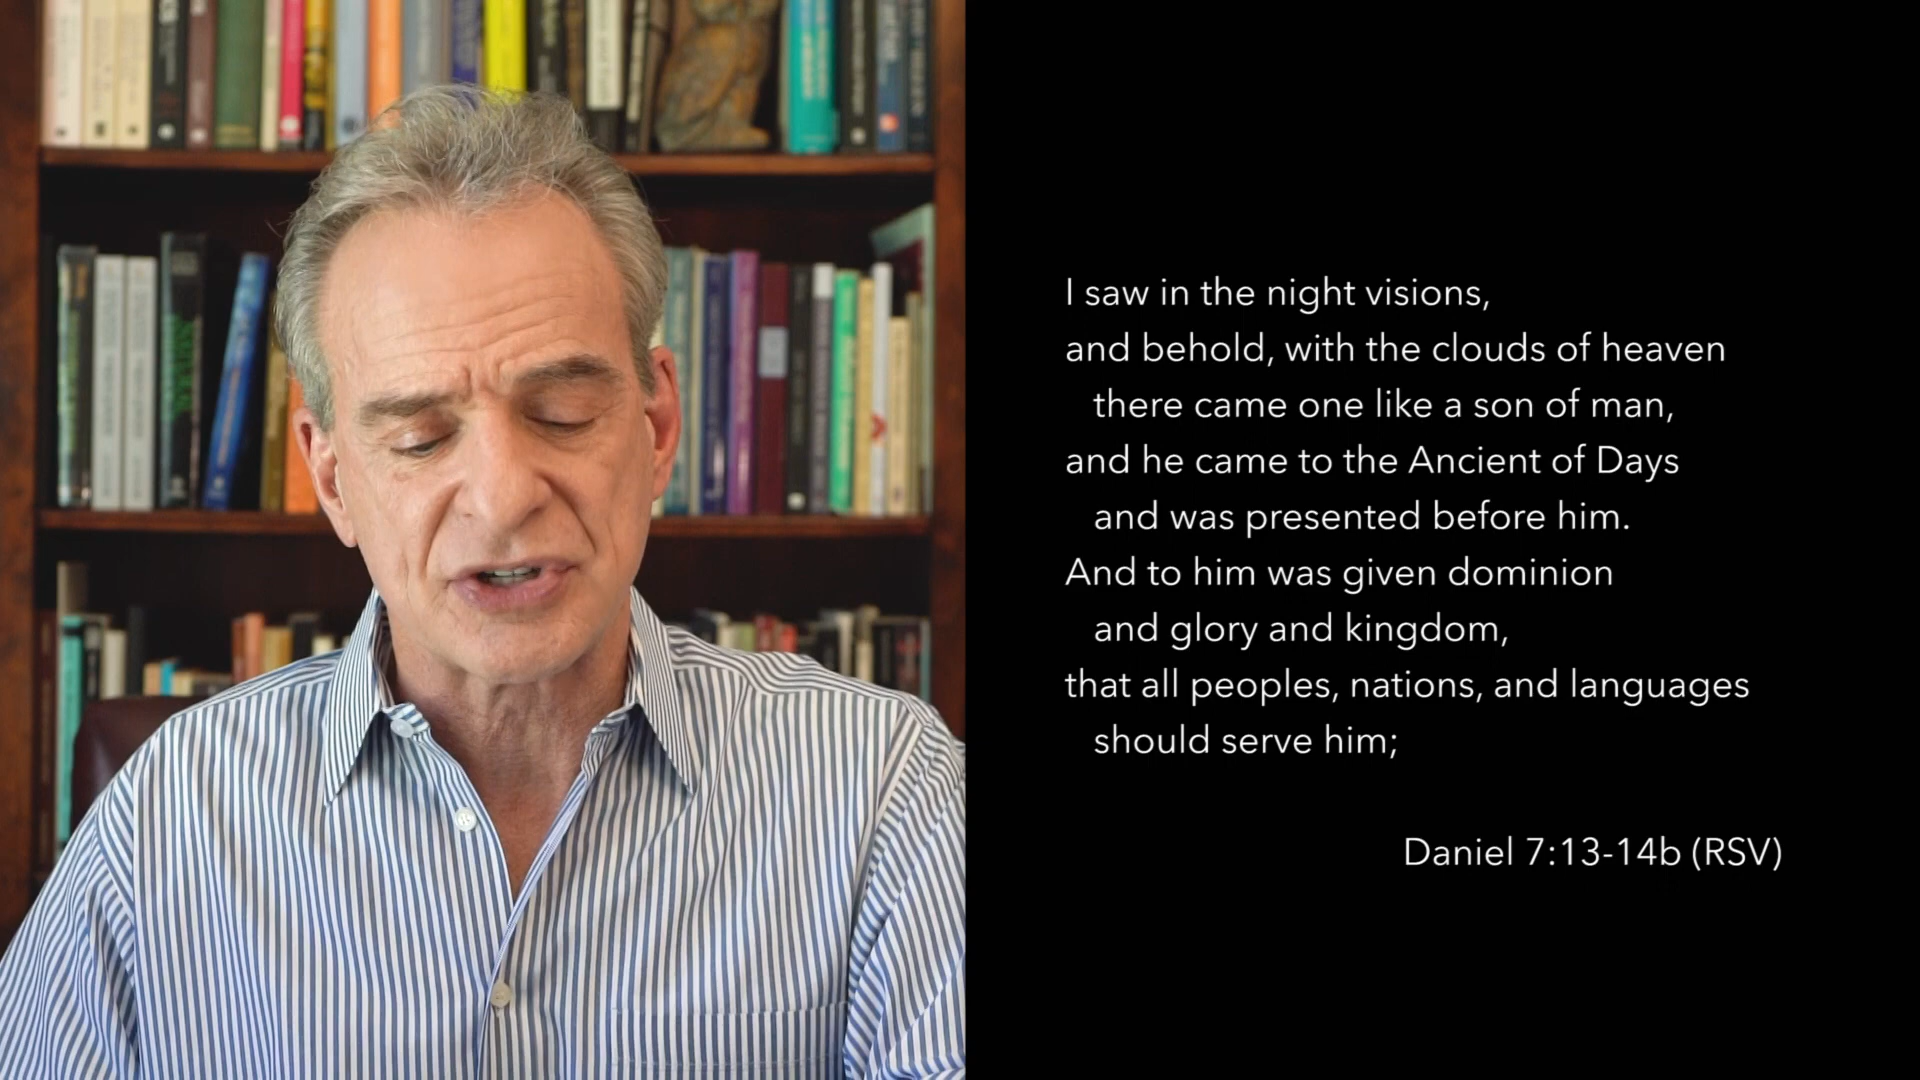 I saw in the night visions,
and behold, with the clouds of heaven
there came one like a son of man,
and he came to the Ancient of Days
and was presented before him.
And to him was given dominion
and glory and kingdom,
that all peoples, nations, and languages
should serve him;
Daniel 7:13-14b (RSV)